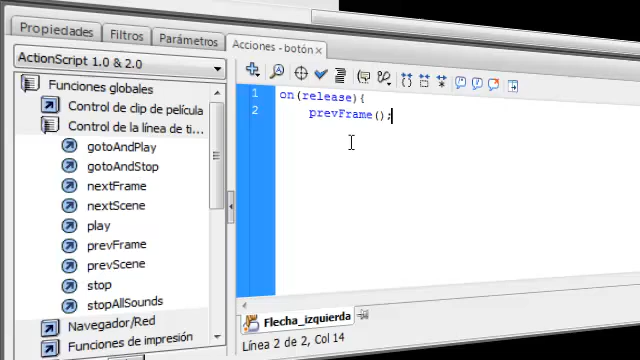 Propiedades
Filtros
Parámetros
Acciones - botón ×
ActionScript 1.0 & 2.0
Funciones globales
Control de clip de película
Control de la línea de ti...
gotoAndPlay
gotoAndStop
nextFrame
nextScene
play
prevFrame
prevScene
stop
stopAllSounds
Navegador/Red
Funciones de impresión
1 on(release){
2 prevFrame();
Flecha_izquierda
Línea 2 de 2, Col 14